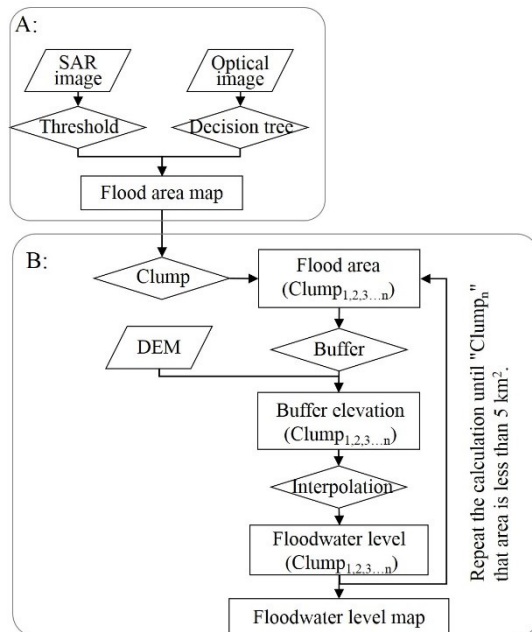 A:
SAR
image
Optical
image
Threshold
Decision tree
Flood area map
B:
Clump
Flood area
(Clump1,2,3…n)
DEM
Buffer
Buffer elevation
(Clump1,2,3…n)
Interpolation
Floodwater level
(Clump1,2,3…n)
Floodwater level map
Repeat the calculation until "Clumpn"
that area is less than 5 km².